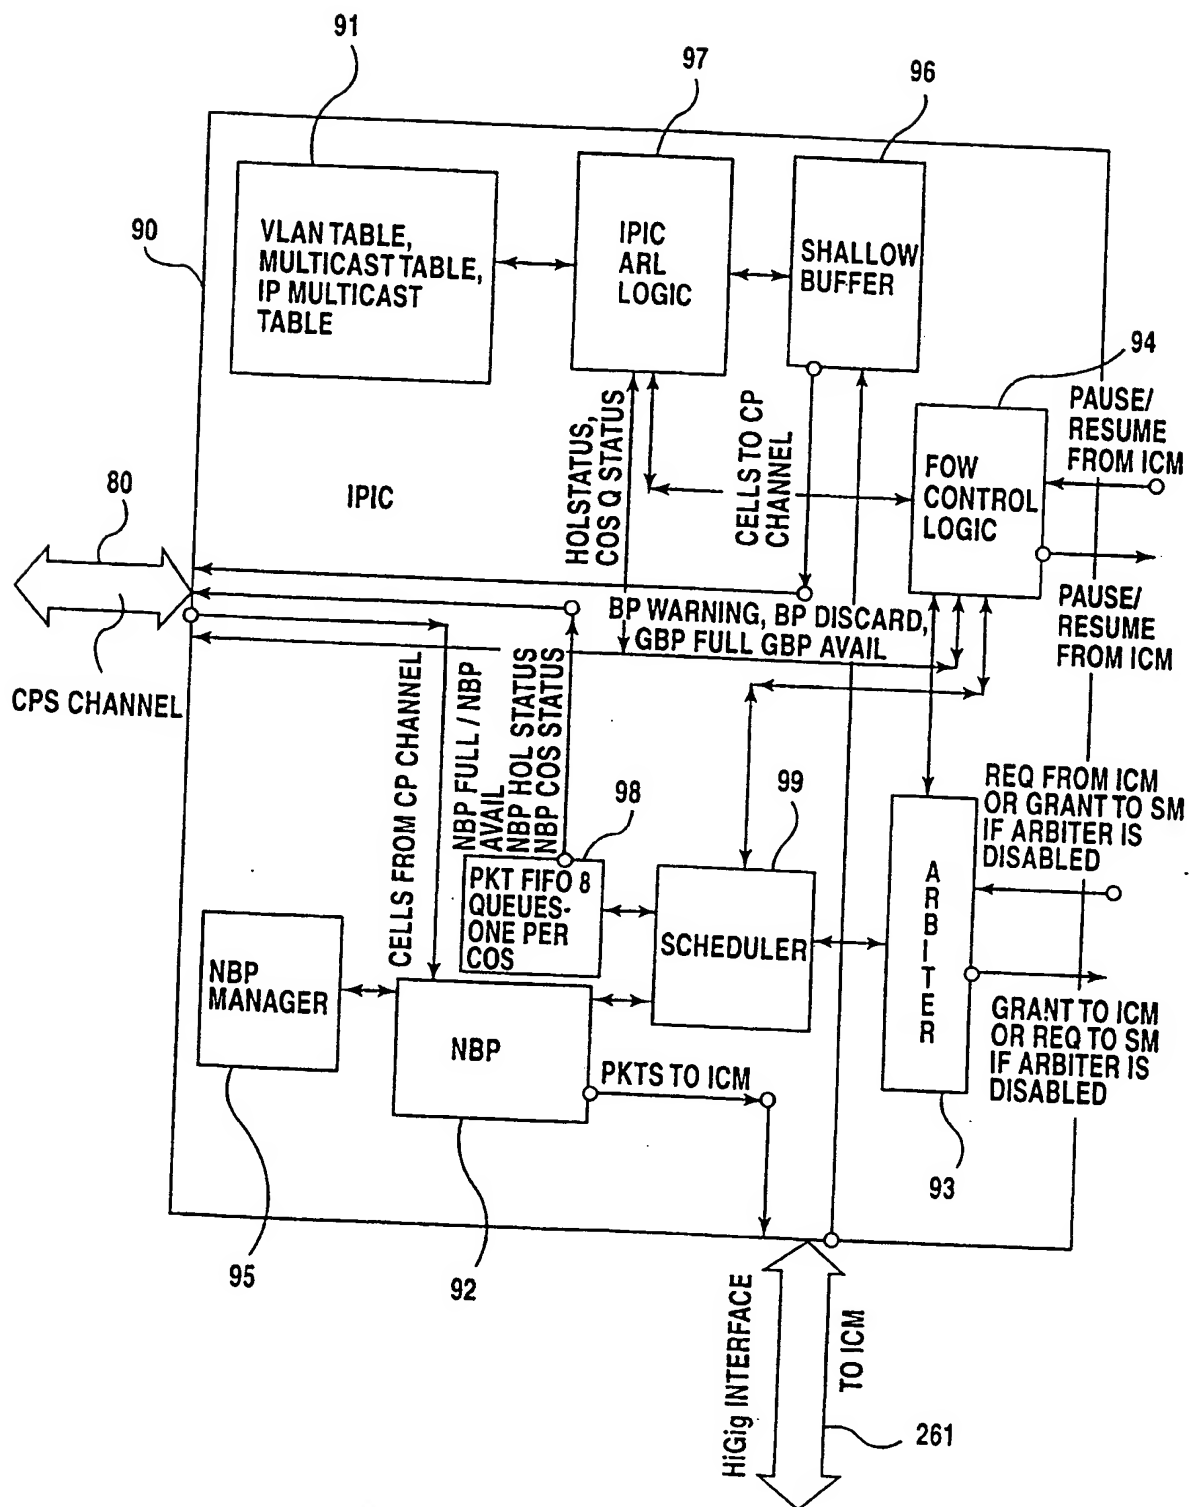 91
97
96
90
VLAN TABLE,
MULTICAST TABLE,
IP MULTICAST
TABLE
IPIC
ARL
LOGIC
SHALLOW
BUFFER
94
PAUSE/
RESUME
FROM ICM
HOLSTATUS,
COS Q STATUS
CELLS TO CP
CHANNEL
FOW
CONTROL
LOGIC
80
IPIC
BP WARNING, BP DISCARD,
GBP FULL GBP AVAIL
PAUSE/
RESUME
FROM ICM
CPS CHANNEL
CELLS FROM CP CHANNEL
NBP FULL / NBP
AVAIL
NBP HOL STATUS
NBP COS STATUS
98
99
REQ FROM ICM
OR GRANT TO SM
IF ARBITER IS
DISABLED
PKT FIFO 8
QUEUES-
ONE PER
COS
SCHEDULER
ARBITER
NBP
MANAGER
NBP
PKTS TO ICM
GRANT TO ICM
OR REQ TO SM
IF ARBITER IS
DISABLED
93
95
92
HiGig INTERFACE
TO ICM
261